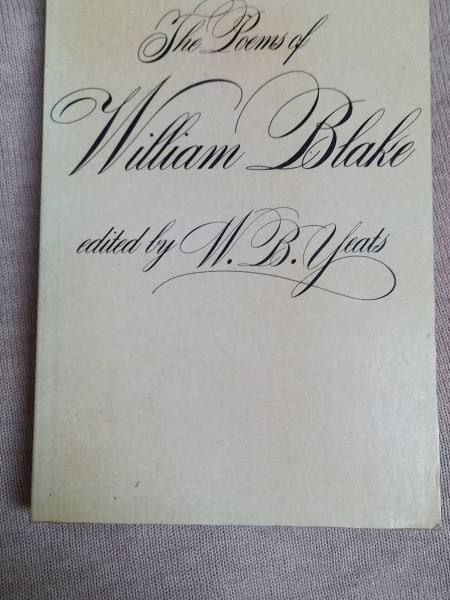 The Poems of
William Blake
edited by W. B. Yeats